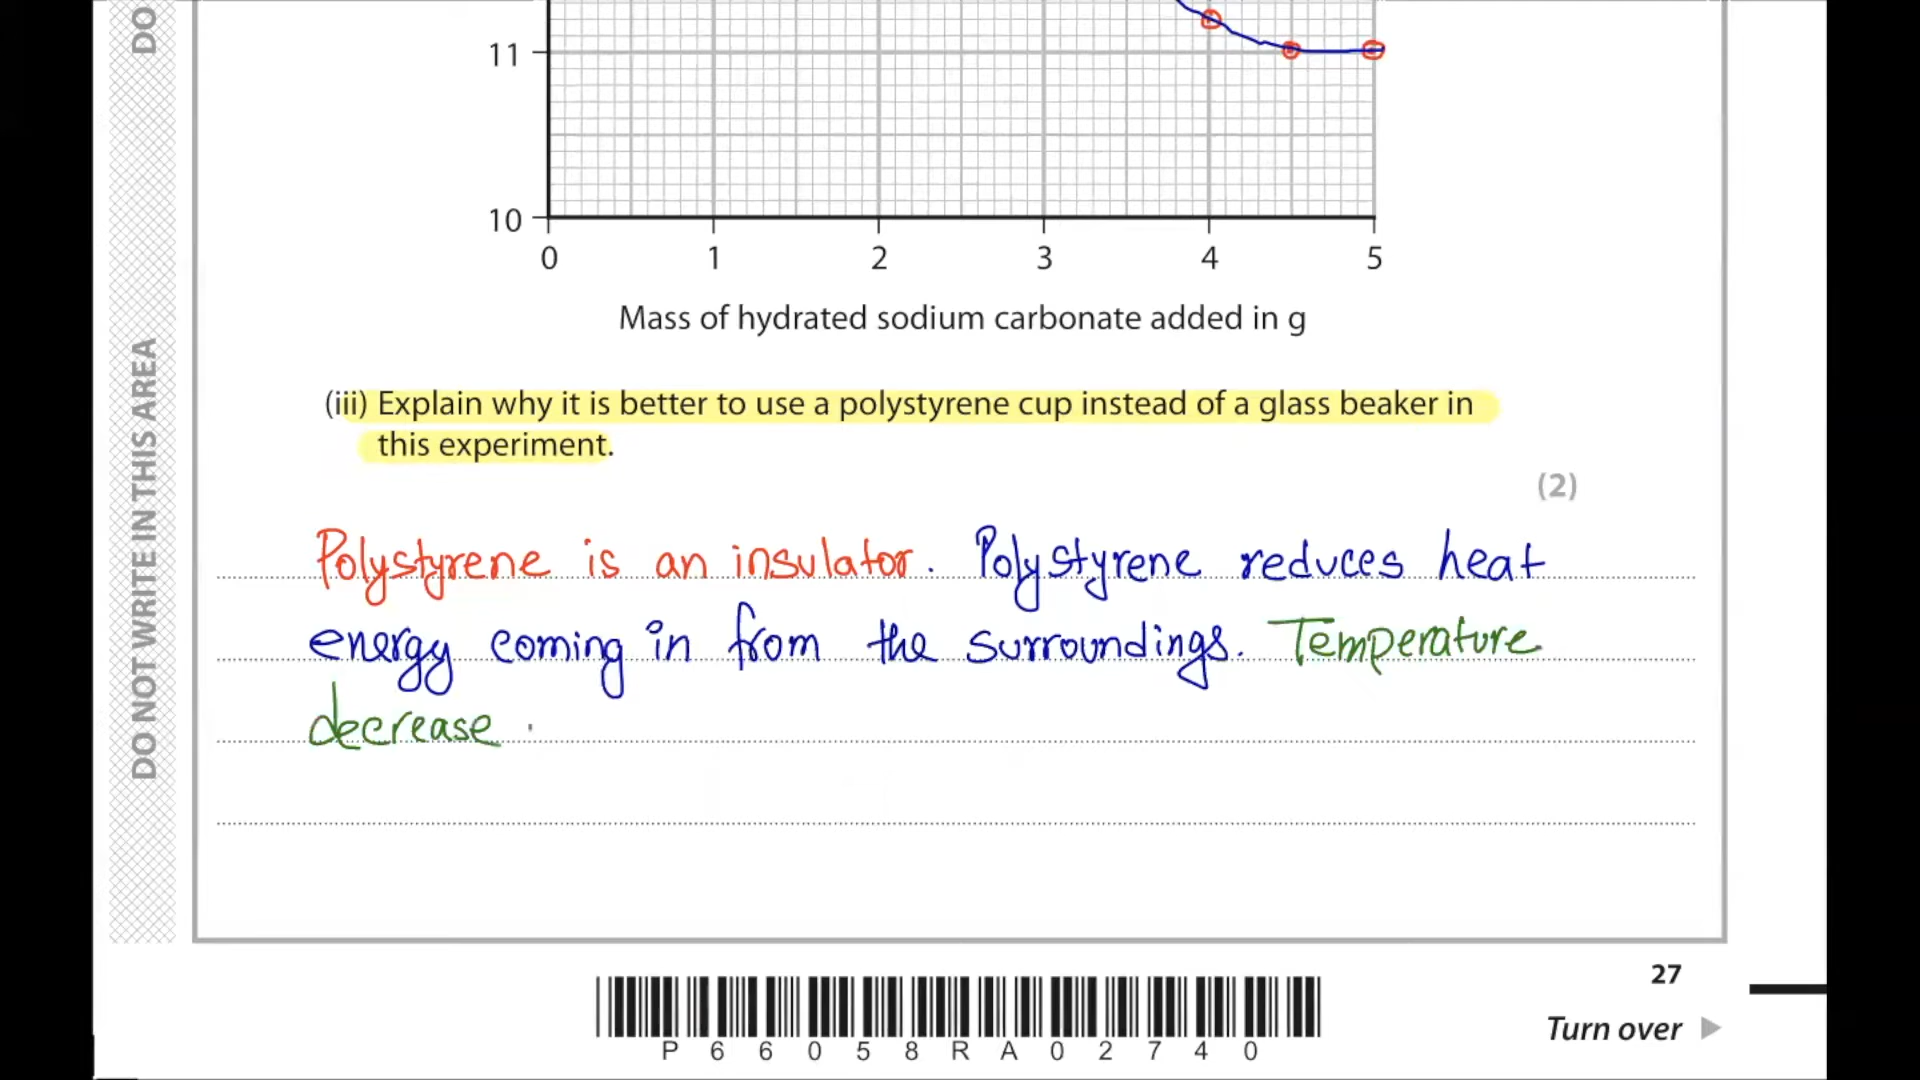 DO
DO NOT WRITE IN THIS AREA
11
10
0 1 2 3 4 5
Mass of hydrated sodium carbonate added in g
(iii) Explain why it is better to use a polystyrene cup instead of a glass beaker in
this experiment.
(2)
Polystyrene is an insulator. Polystyrene reduces heat
energy coming in from the surroundings. Temperature
decrease
27
P 6 6 0 5 8 R A 0 2 7 4 0
Turn over